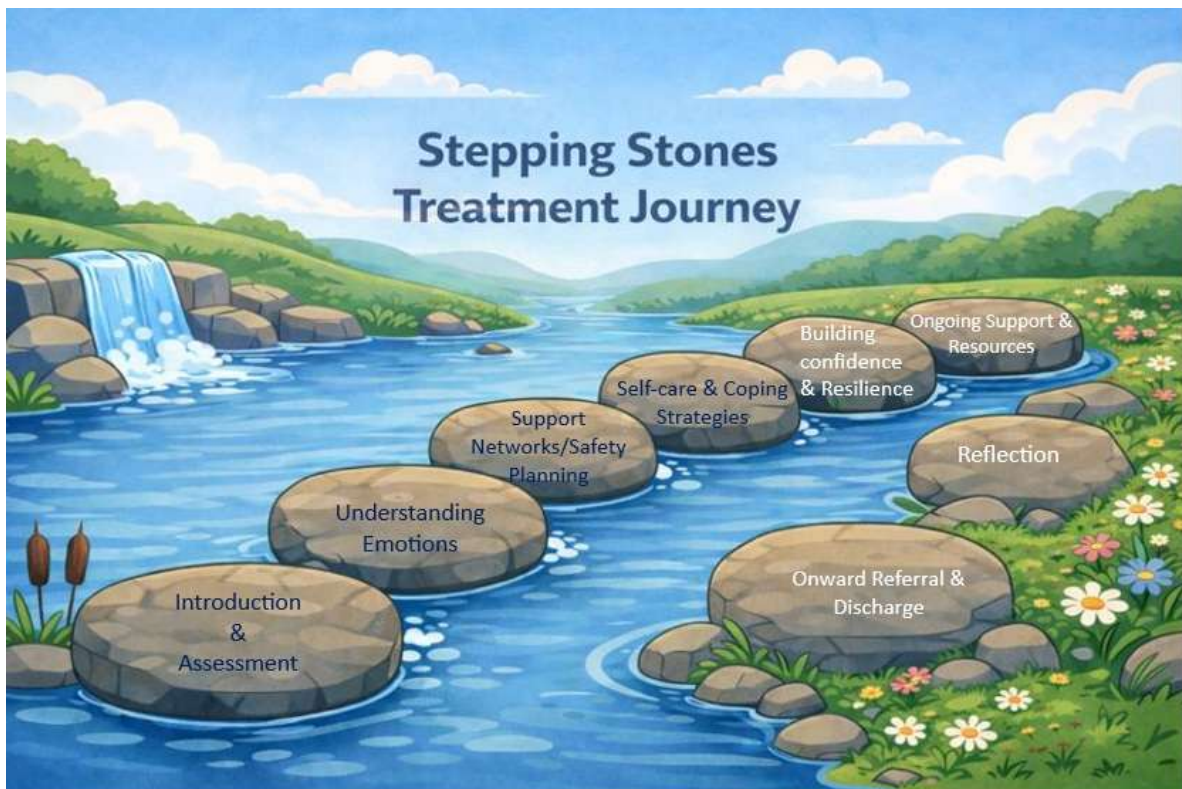 Stepping Stones
Treatment Journey
Introduction
&
Assessment
Understanding
Emotions
Support
Networks/Safety
Planning
Self-care & Coping
Strategies
Building
confidence
& Resilience
Ongoing Support &
Resources
Reflection
Onward Referral &
Discharge